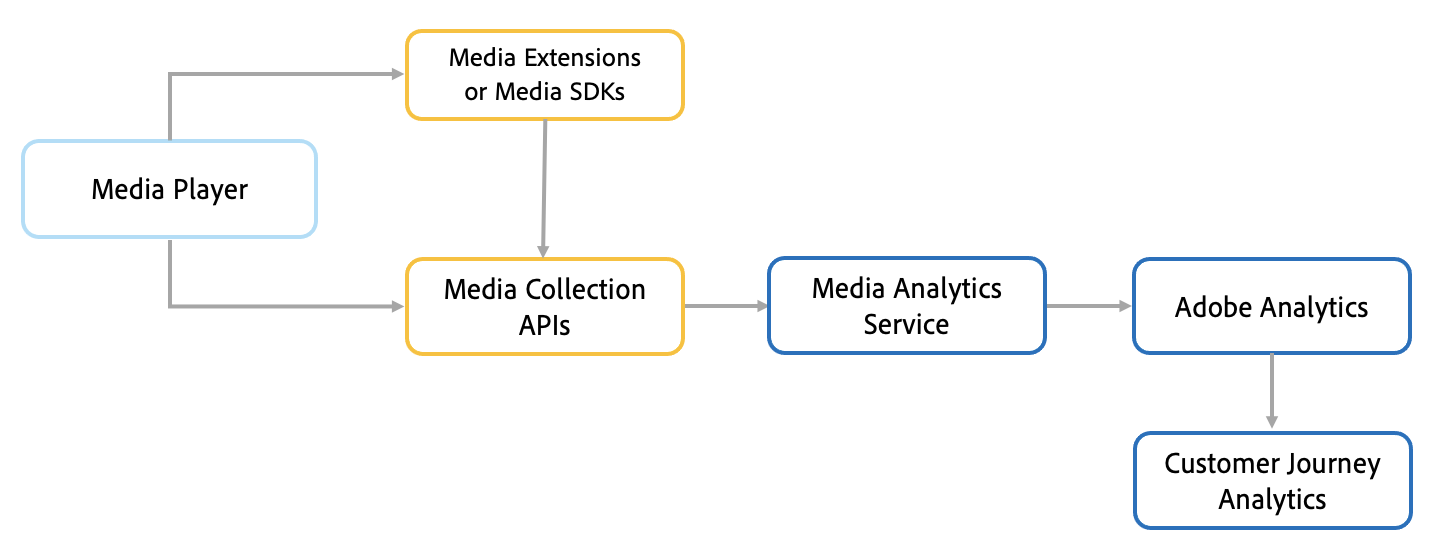 Media Extensions
or Media SDKs
Media Player
Media Collection
APIs
Media Analytics
Service
Adobe Analytics
Customer Journey
Analytics